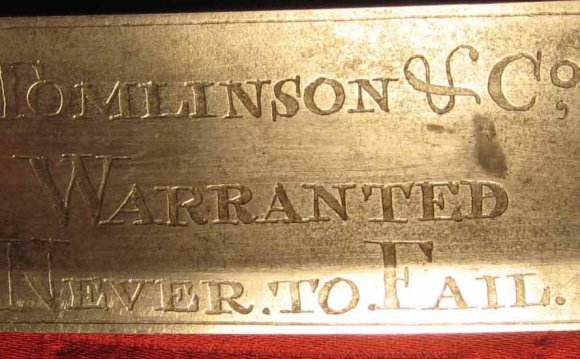 TOMLINSON & Co,
WARRANTED
NEVER.TO.FAIL.